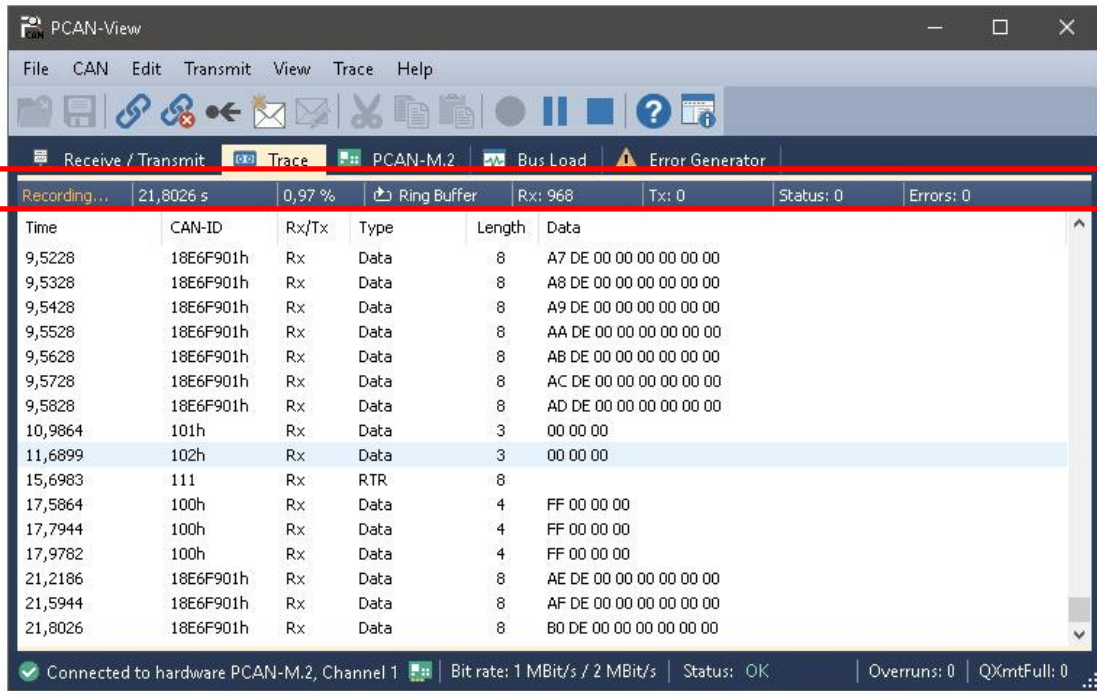 PCAN-View
File CAN Edit Transmit View Trace Help
Receive / Transmit Trace PCAN-M.2 Bus Load Error Generator
Recording... 21,8026 s 0,97 % Ring Buffer Rx: 968 Tx: 0 Status: 0 Errors: 0
Time CAN-ID Rx/Tx Type Length Data
9,5228 18E6F901h Rx Data 8 A7 DE 00 00 00 00 00 00
9,5328 18E6F901h Rx Data 8 A8 DE 00 00 00 00 00 00
9,5428 18E6F901h Rx Data 8 A9 DE 00 00 00 00 00 00
9,5528 18E6F901h Rx Data 8 AA DE 00 00 00 00 00 00
9,5628 18E6F901h Rx Data 8 AB DE 00 00 00 00 00 00
9,5728 18E6F901h Rx Data 8 AC DE 00 00 00 00 00 00
9,5828 18E6F901h Rx Data 8 AD DE 00 00 00 00 00 00
10,9864 101h Rx Data 3 00 00 00
11,6899 102h Rx Data 3 00 00 00
15,6983 111 Rx RTR 8
17,5864 100h Rx Data 4 FF 00 00 00
17,7944 100h Rx Data 4 FF 00 00 00
17,9782 100h Rx Data 4 FF 00 00 00
21,2186 18E6F901h Rx Data 8 AE DE 00 00 00 00 00 00
21,5944 18E6F901h Rx Data 8 AF DE 00 00 00 00 00 00
21,8026 18E6F901h Rx Data 8 B0 DE 00 00 00 00 00 00
Connected to hardware PCAN-M.2, Channel 1 Bit rate: 1 MBit/s / 2 MBit/s Status: OK Overruns: 0 QXmtFull: 0